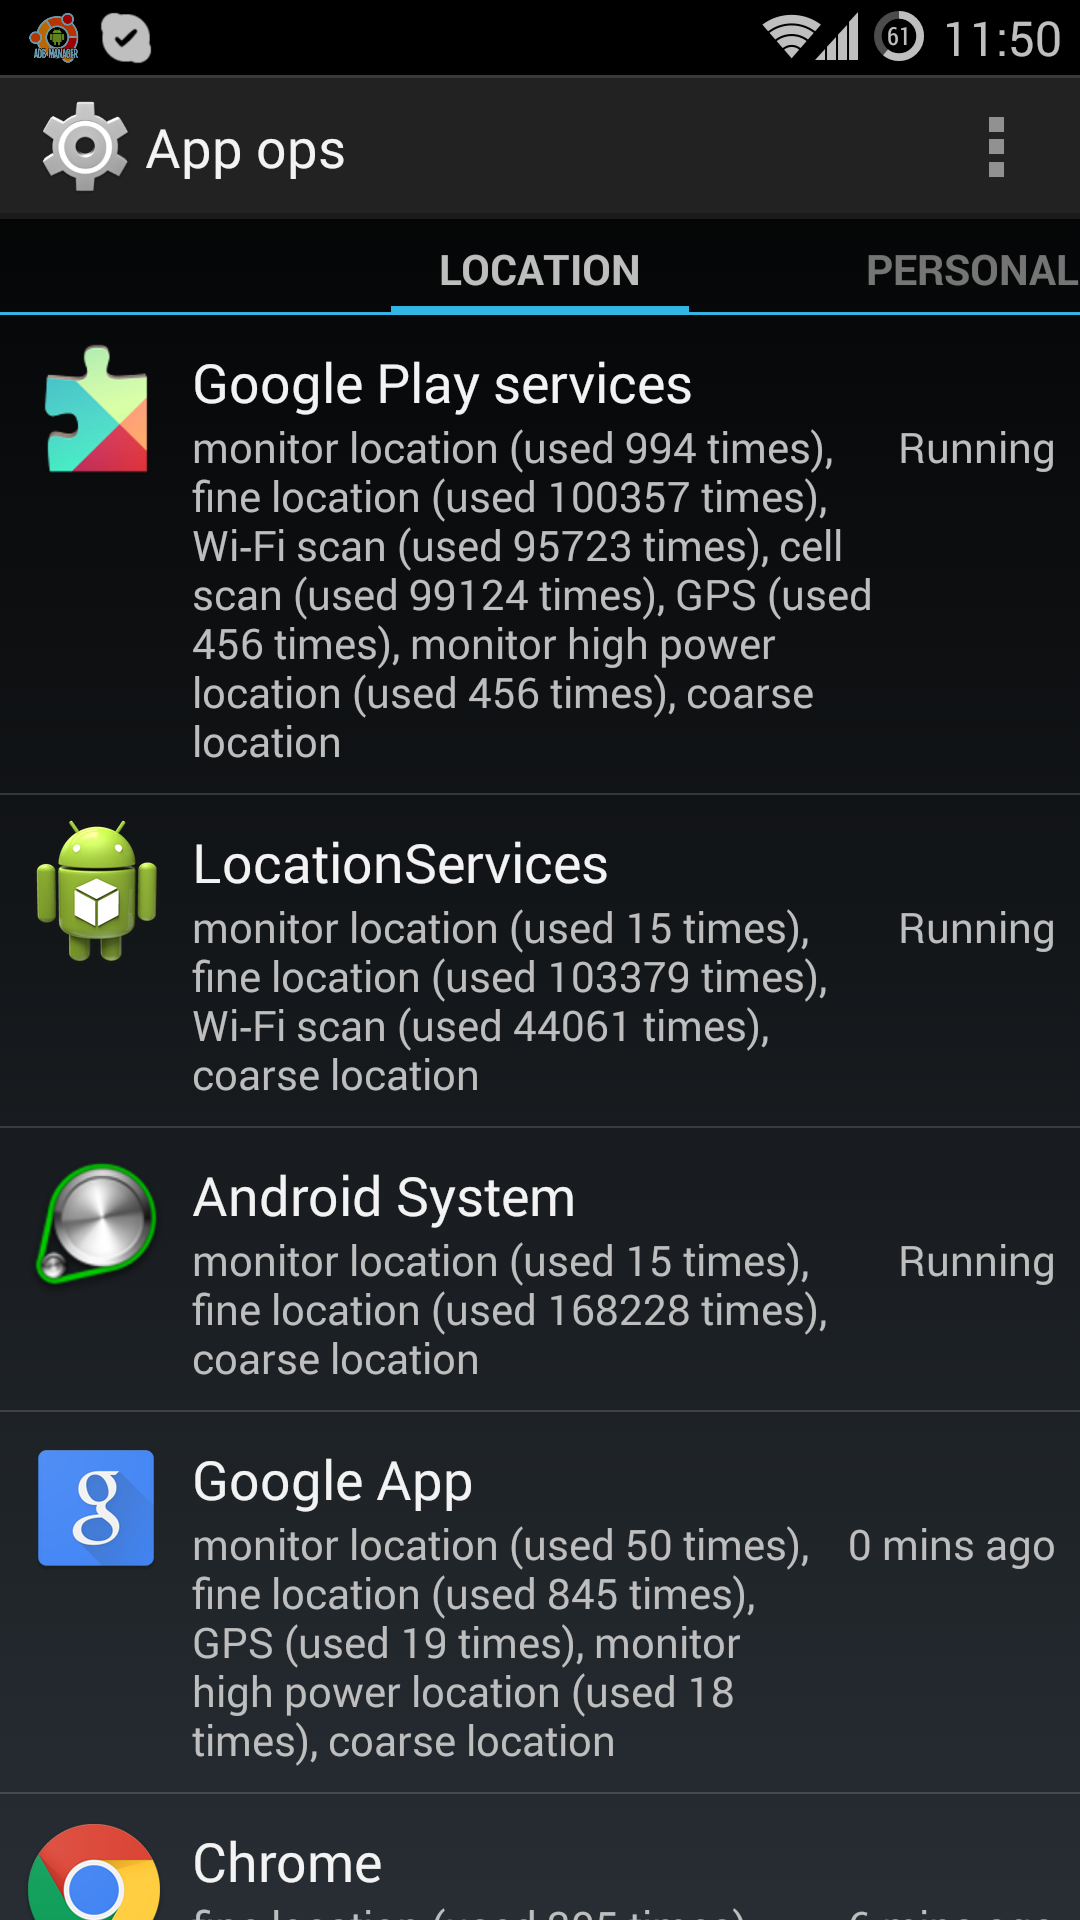 ADB MANAGER
61
11:50
App ops
LOCATION
PERSONAL
Google Play services
monitor location (used 994 times),
Running
fine location (used 100357 times),
Wi-Fi scan (used 95723 times), cell
scan (used 99124 times), GPS (used
456 times), monitor high power
location (used 456 times), coarse
location
LocationServices
monitor location (used 15 times),
Running
fine location (used 103379 times),
Wi-Fi scan (used 44061 times),
coarse location
Android System
monitor location (used 15 times),
Running
fine location (used 168228 times),
coarse location
g
Google App
monitor location (used 50 times),
0 mins ago
fine location (used 845 times),
GPS (used 19 times), monitor
high power location (used 18
times), coarse location
Chrome
fine location (used